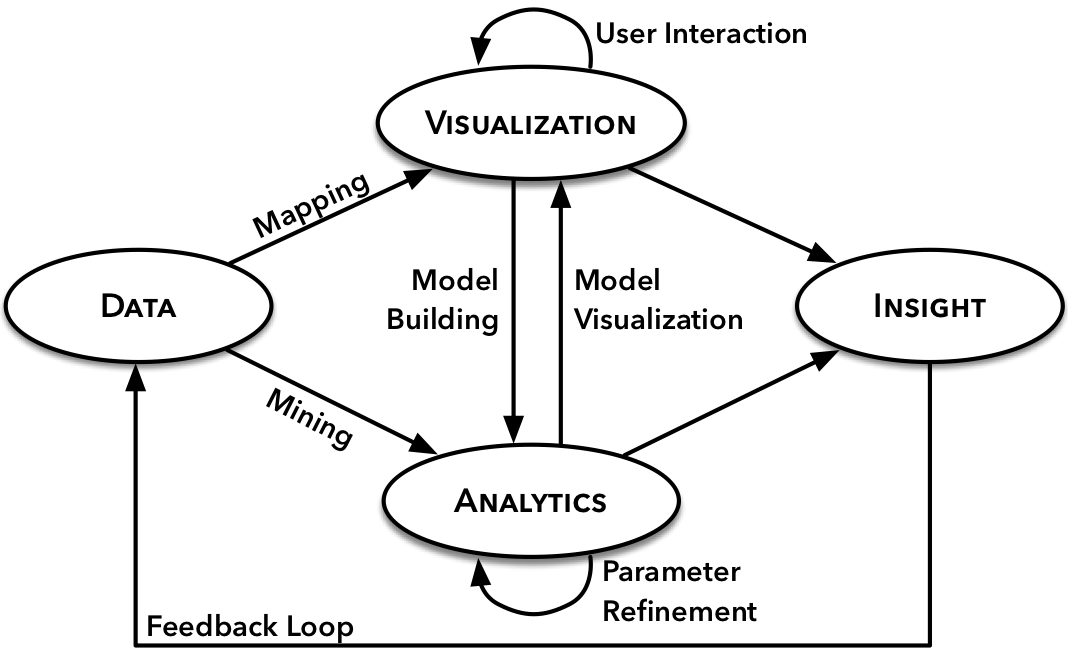 User Interaction
VISUALIZATION
Mapping
DATA
Model
Building
Model
Visualization
INSIGHT
Mining
ANALYTICS
Parameter
Refinement
Feedback Loop